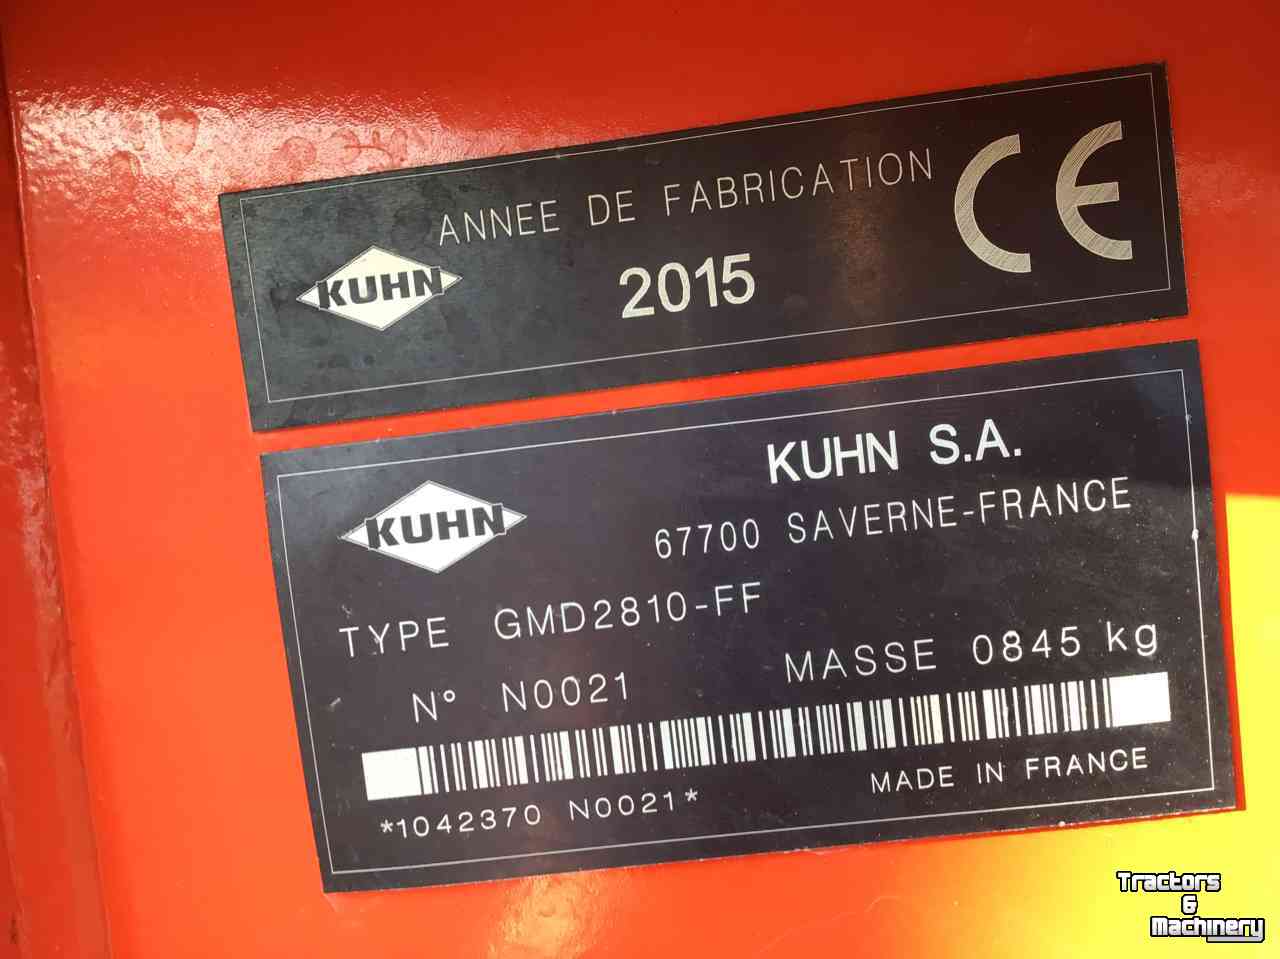 ANNEE DE FABRICATION
KUHN
2015
CE
KUHN S.A.
KUHN
67700 SAVERNE-FRANCE
TYPE GMD2810-FF
N° N0021 MASSE 0845 kg
*1042370 N0021* MADE IN FRANCE
Tractors
&
Machinery